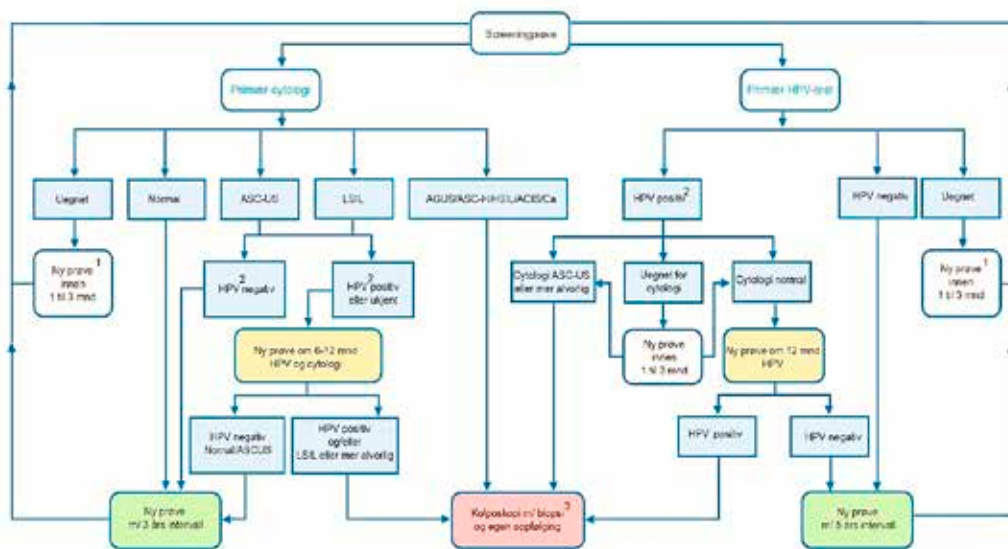 Screeningprøve
Primær cytologi
Primær HPV-test
Uegnet
Normal
ASC-US
LSIL
AGUS/ASC-H/HSIL/ACIS/Ca
HPV positiv 2
HPV negativ
Uegnet
Ny prøve 1
innen
1 til 3 mnd
2
HPV negativ
2
HPV positiv
eller ukjent
Cytologi ASC-US
eller mer alvorlig
Uegnet for
cytologi
Cytologi normal
Ny prøve 1
innen
1 til 3 mnd
Ny prøve om 6-12 mnd
HPV og cytologi
Ny prøve
innen
1 til 3 mnd
Ny prøve om 12 mnd
HPV
HPV negativ
Normal/ASCUS
HPV positiv
og/eller
LSIL eller mer alvorlig
HPV positiv
HPV negativ
Ny prøve
m/ 3 års intervall
Kolposkopi m/ biopsi 3
og egen oppfølging
Ny prøve
m/ 5 års intervall